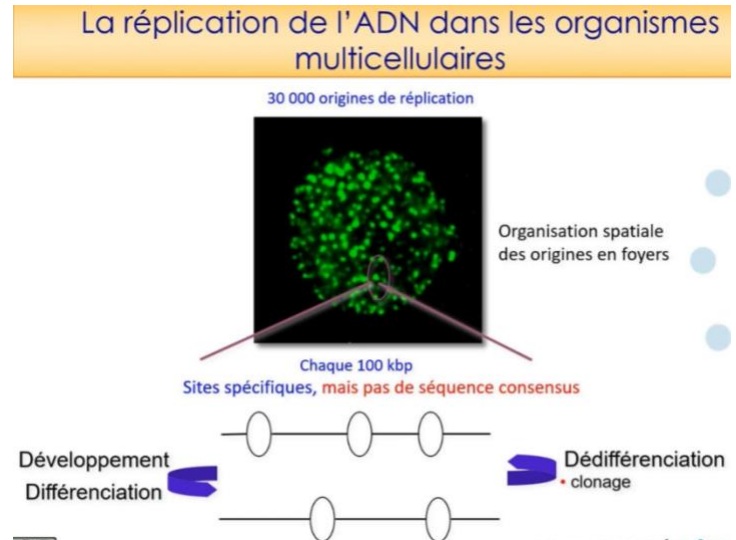 La réplication de l'ADN dans les organismes
multicellulaires
30 000 origines de réplication
Organisation spatiale
des origines en foyers
Chaque 100 kbp
Sites spécifiques, mais pas de séquence consensus
Développement
Différenciation
Dédifférenciation
• clonage